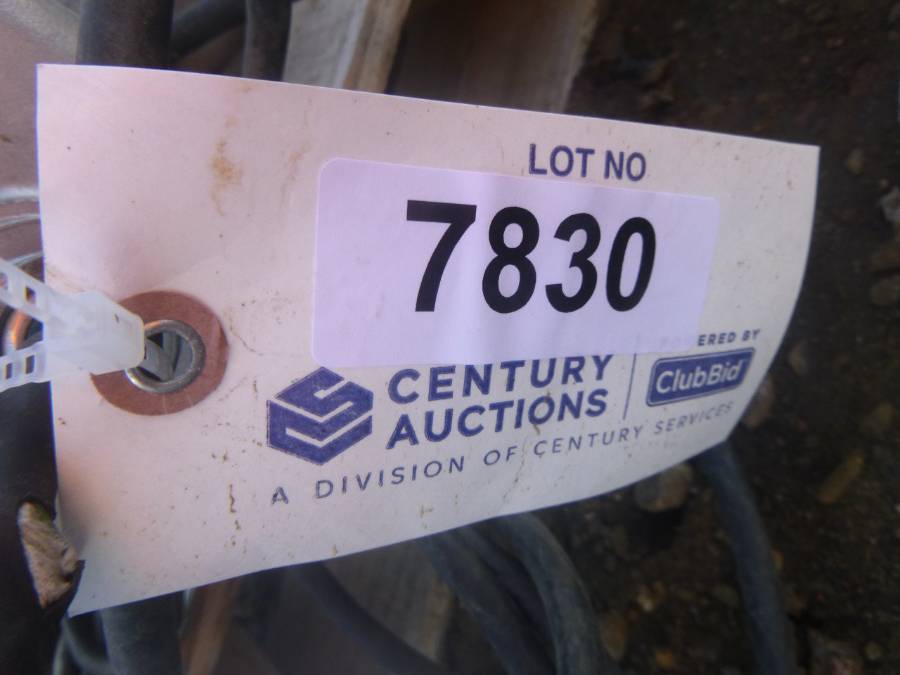 LOT NO
7830
CENTURY
AUCTIONS
A DIVISION OF CENTURY SERVICES
POWERED BY
ClubBid